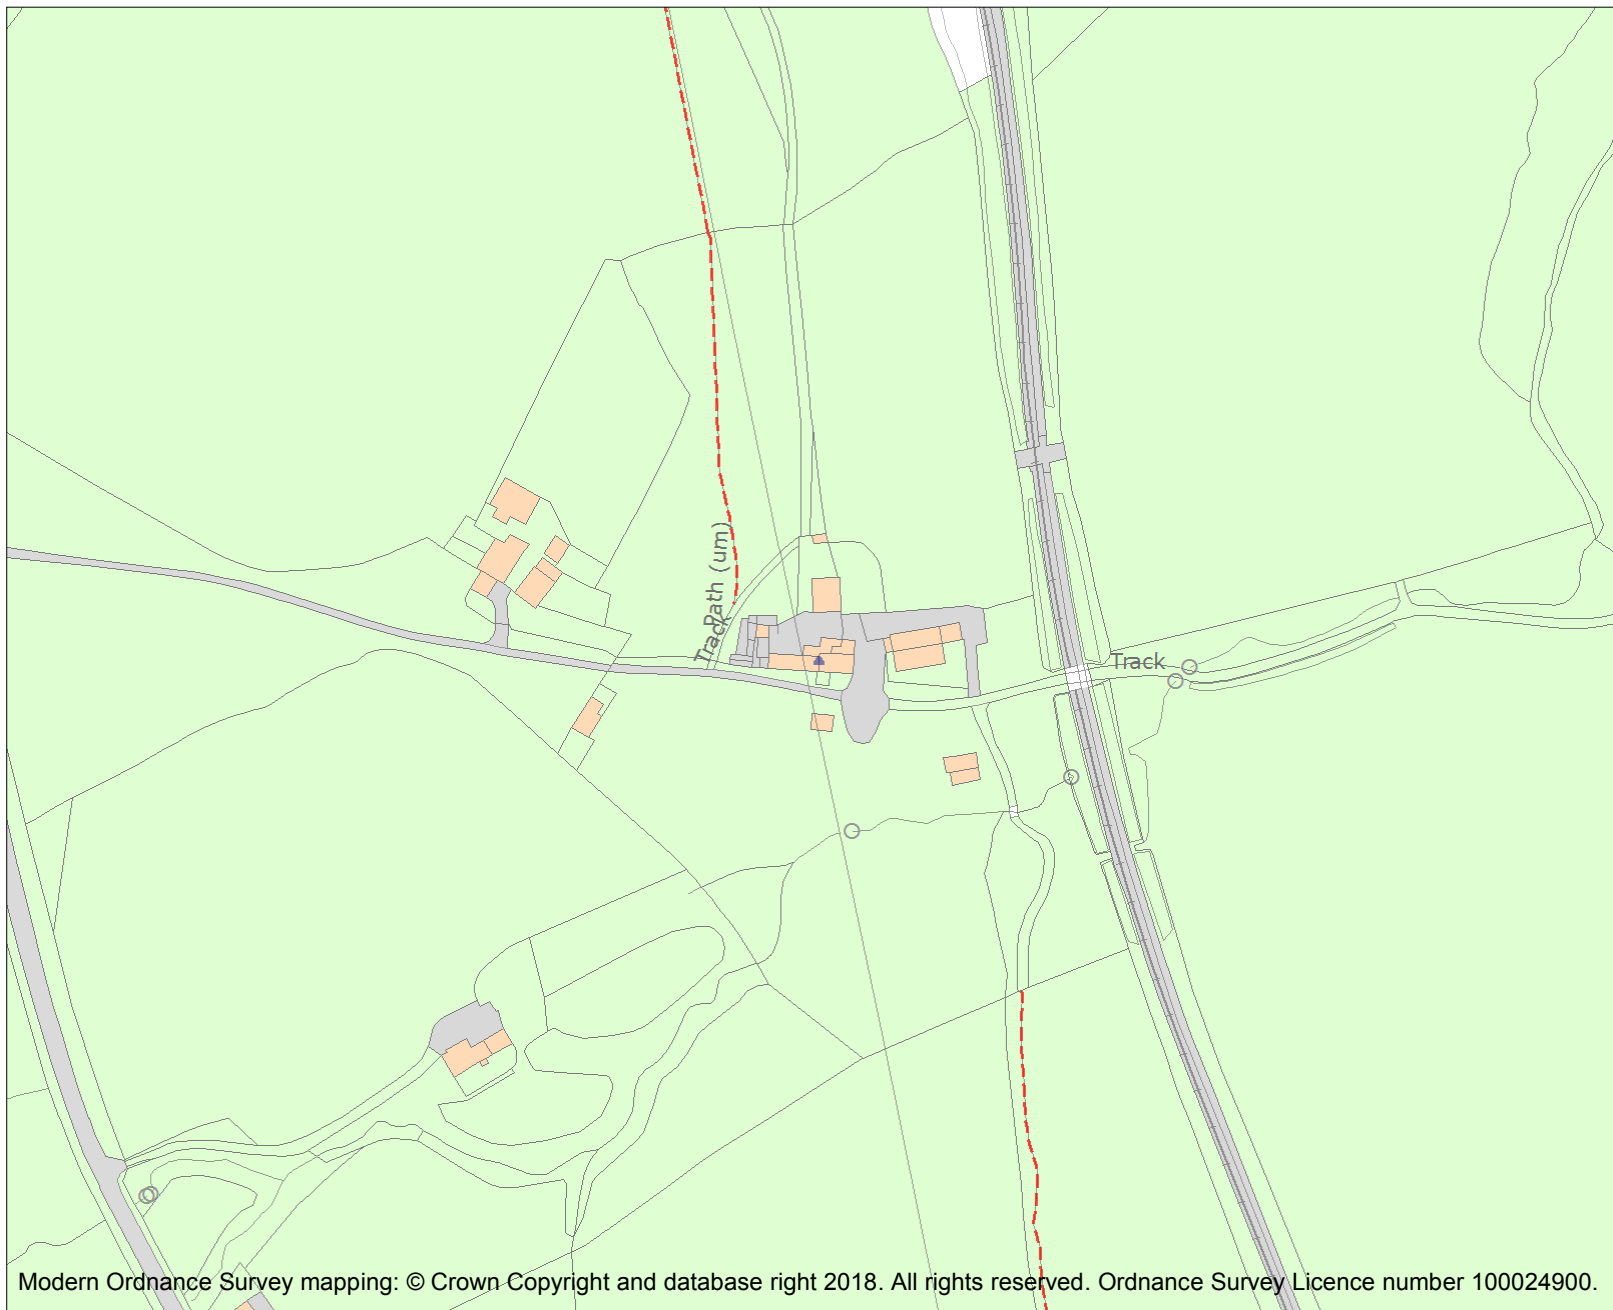 Path (um)
Track
Track
Modern Ordnance Survey mapping: © Crown Copyright and database right 2018. All rights reserved. Ordnance Survey Licence number 100024900.